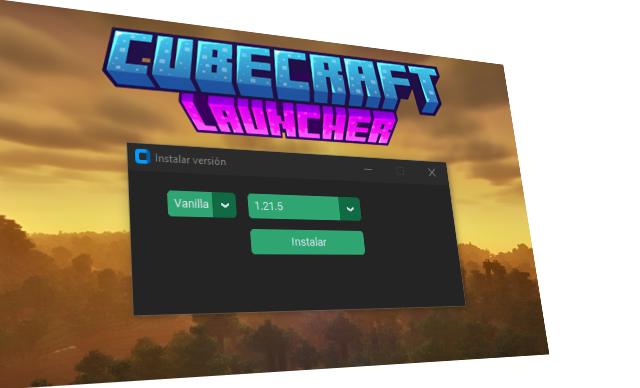 CUBECRAFT
LAUNCHER
Instalar versión
Vanilla
1.21.5
Instalar